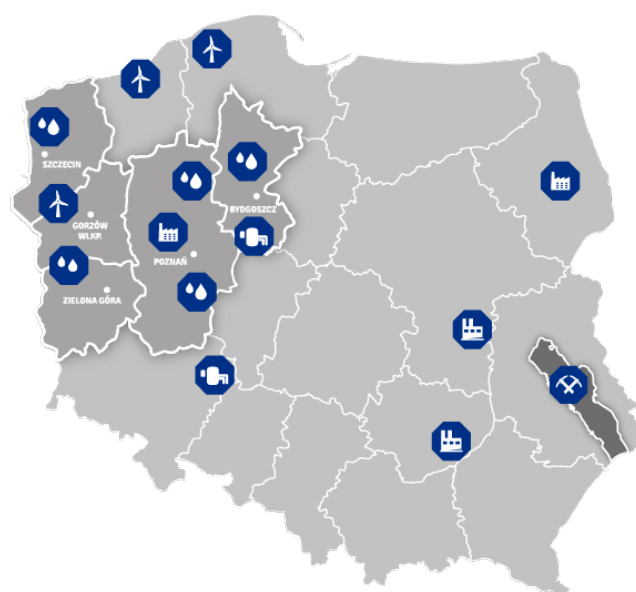 SZCZECIN
BYDGOSZCZ
GORZÓW
WLKP.
POZNAŃ
ZIELONA GÓRA